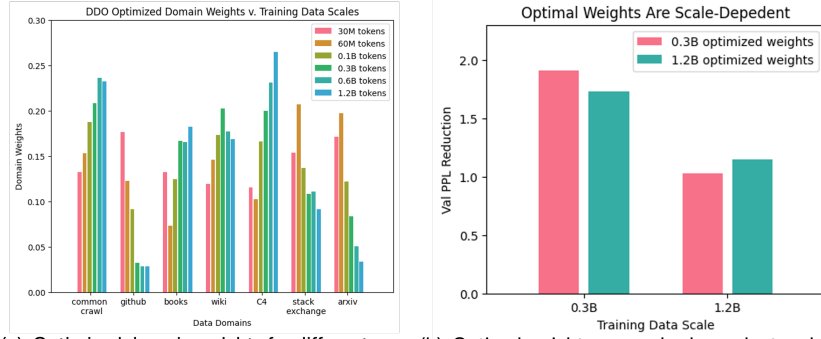 DDO Optimized Domain Weights v. Training Data Scales
0.30
0.25
0.20
0.15
0.10
0.05
0.00
Domain Weights
30M tokens
60M tokens
0.1B tokens
0.3B tokens
0.6B tokens
1.2B tokens
common crawl
github
books
wiki
C4
stack exchange
arxiv
Data Domains
Optimal Weights Are Scale-Depedent
2.0
1.5
1.0
0.5
0.0
Val PPL Reduction
0.3B optimized weights
1.2B optimized weights
0.3B
1.2B
Training Data Scale